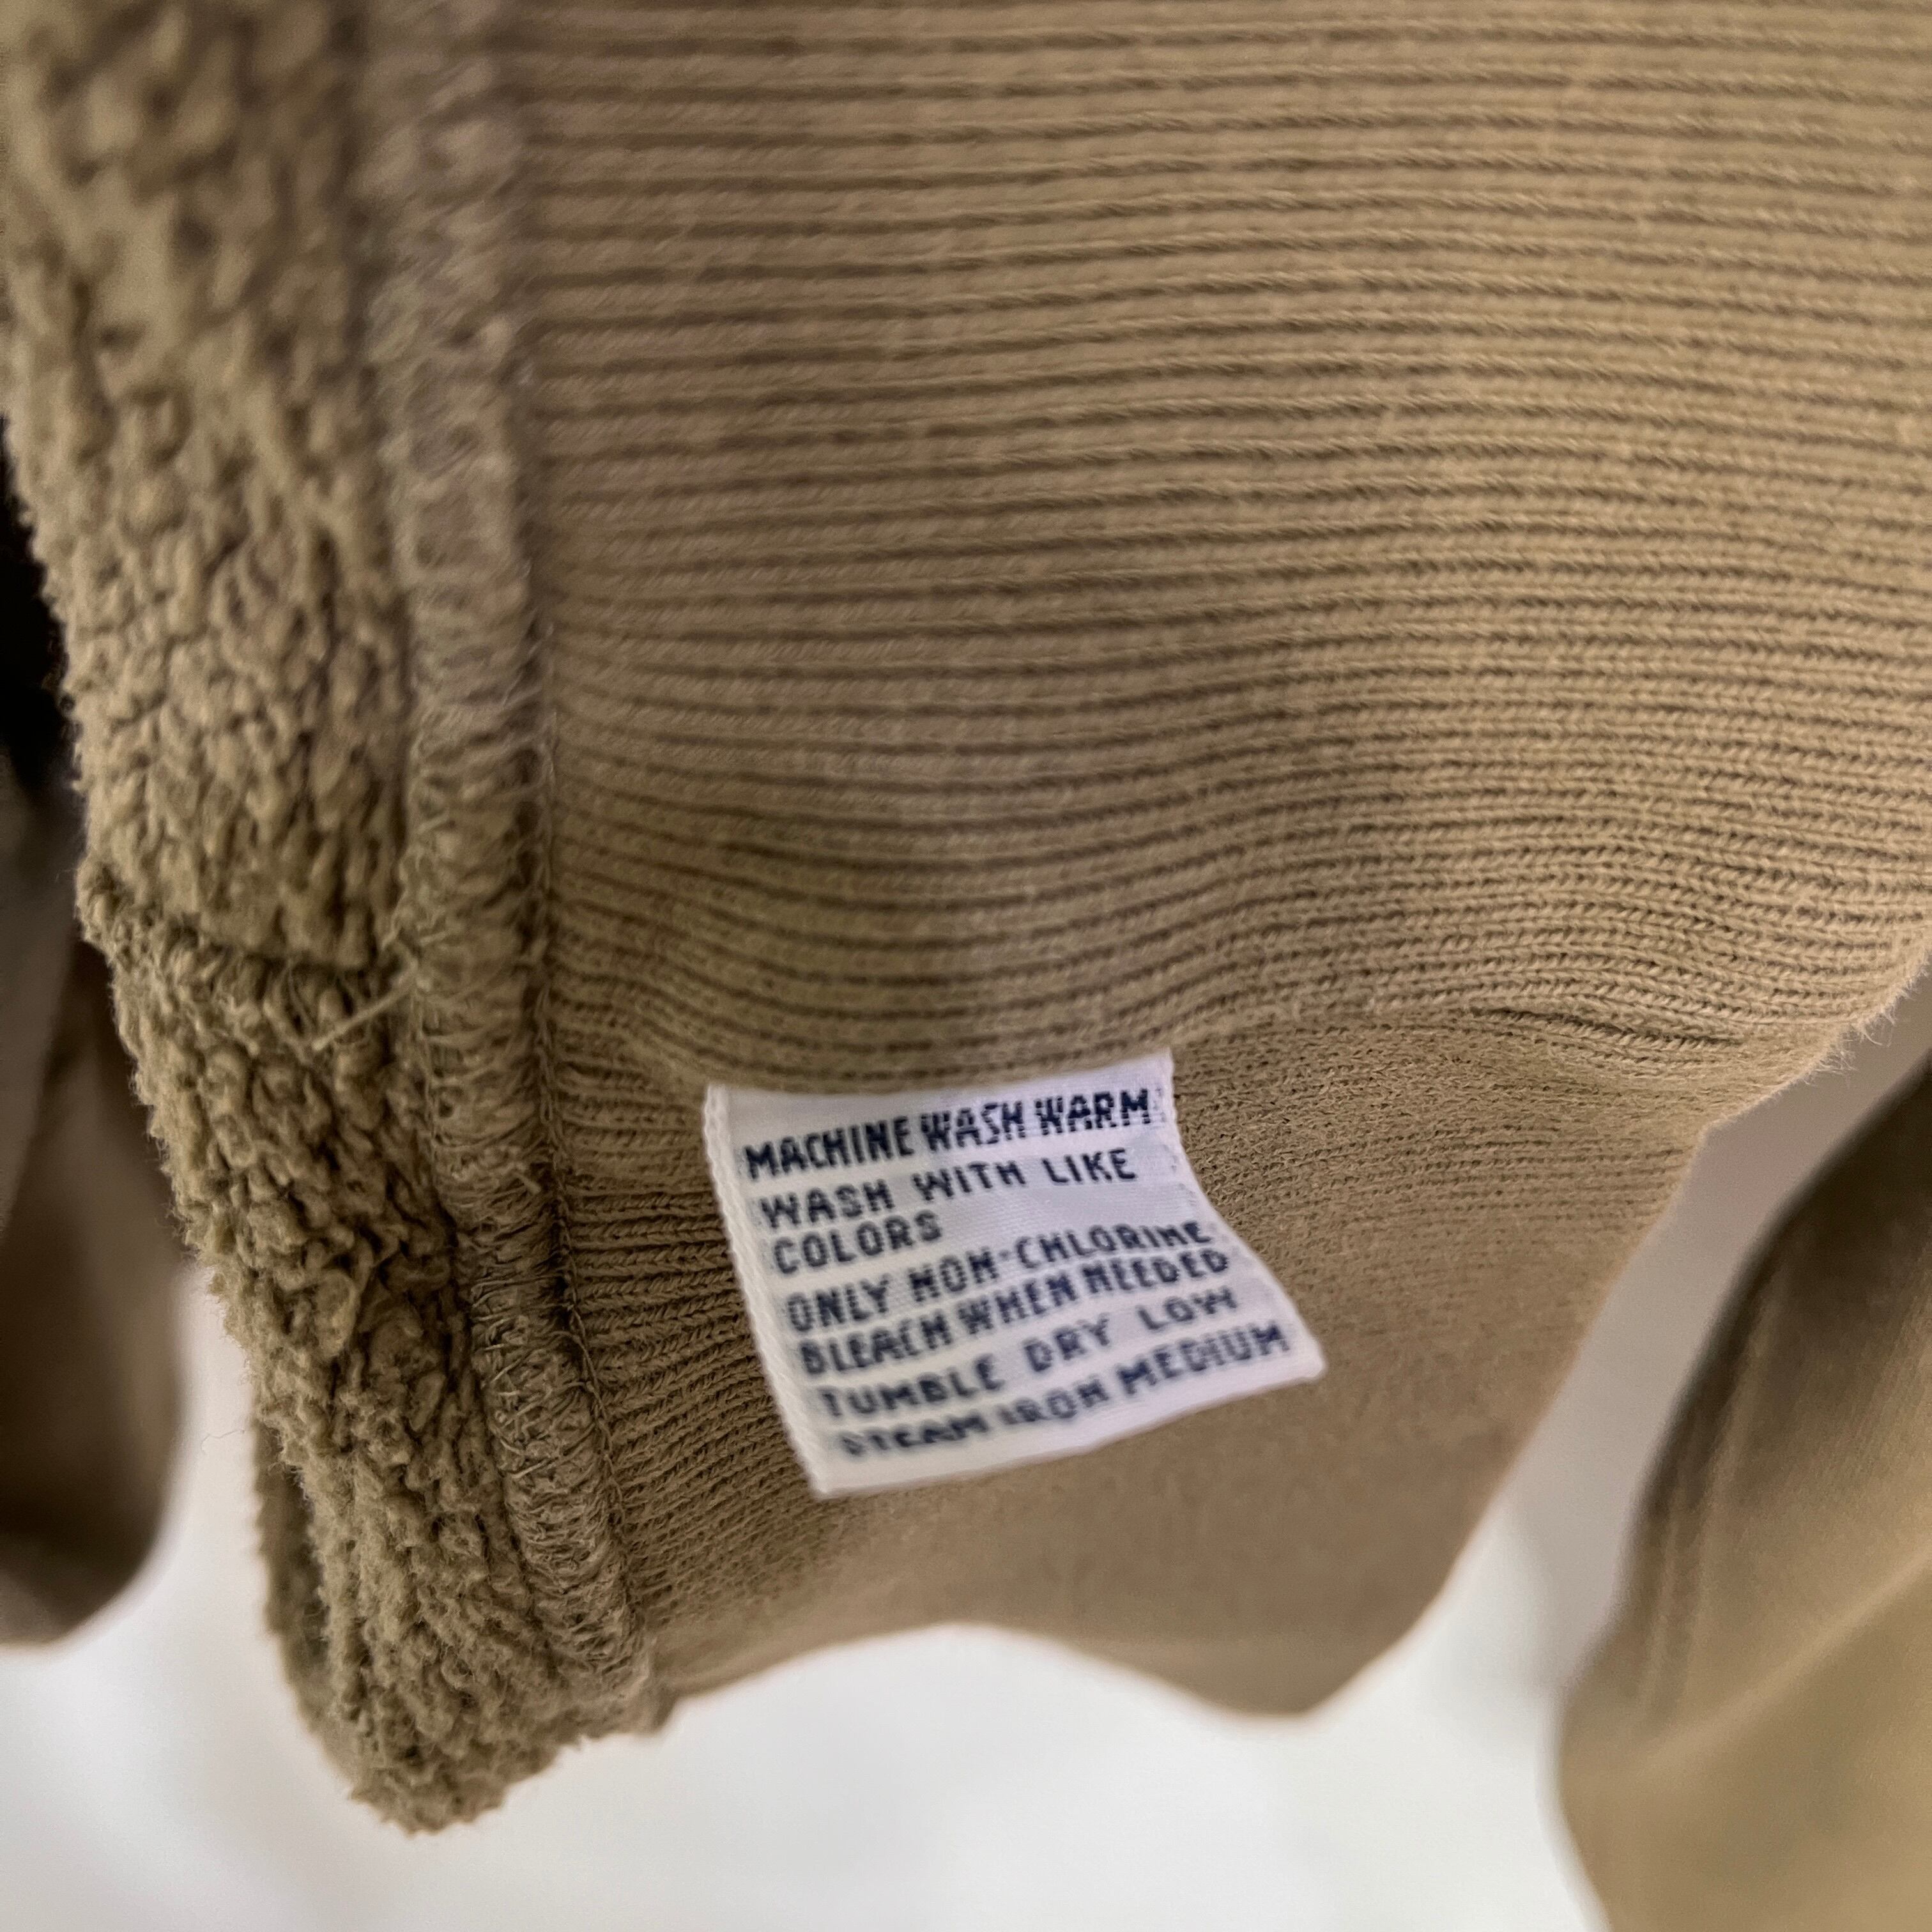 MACHINE WASH WARM
WASH WITH LIKE
COLORS
ONLY NON-CHLORINE
BLEACH WHEN NEEDED
TUMBLE DRY LOW
STEAM IRON MEDIUM